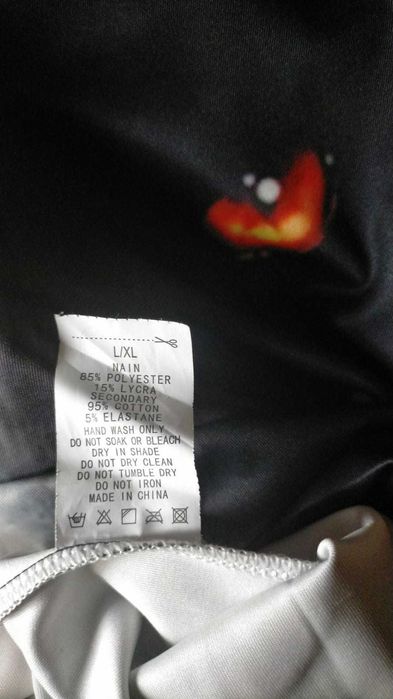 L/XL
NAIN
85% POLYESTER
15% LYCRA
SECONDARY
95% COTTON
5% ELASTANE
HAND WASH ONLY
DO NOT SOAK OR BLEACH
DRY IN SHADE
DO NOT DRY CLEAN
DO NOT TUMBLE DRY
DO NOT IRON
MADE IN CHINA